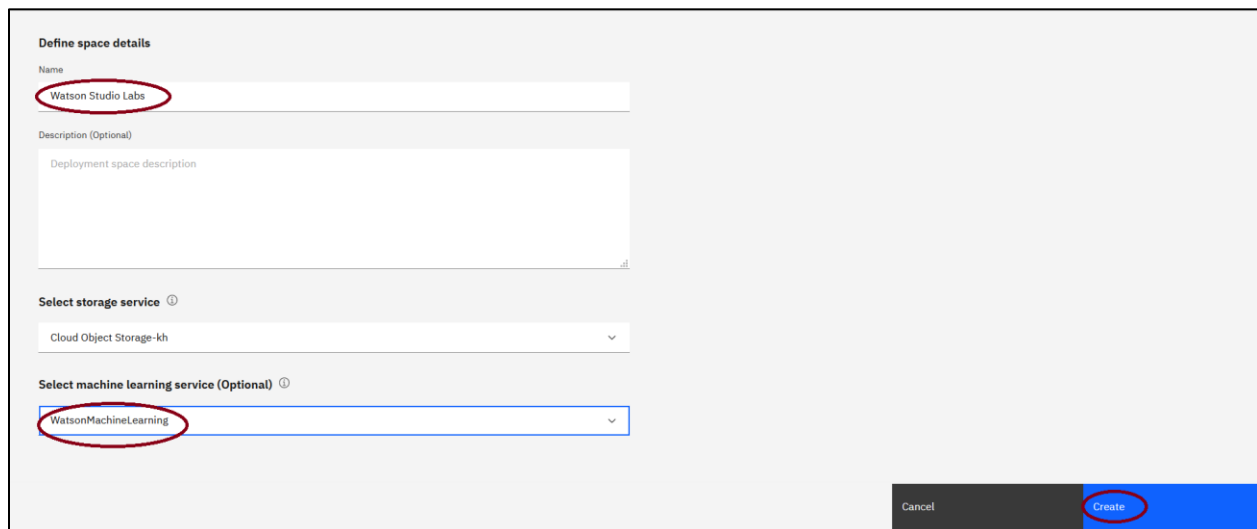 Define space details
Name
Watson Studio Labs
Description (Optional)
Deployment space description
Select storage service
Cloud Object Storage-kh
Select machine learning service (Optional)
WatsonMachineLearning
Cancel Create